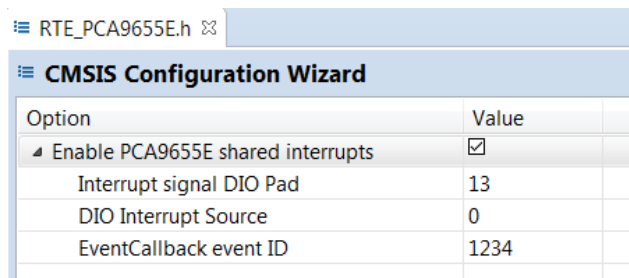 RTE_PCA9655E.h
CMSIS Configuration Wizard
Option Value
Enable PCA9655E shared interrupts
Interrupt signal DIO Pad 13
DIO Interrupt Source 0
EventCallback event ID 1234